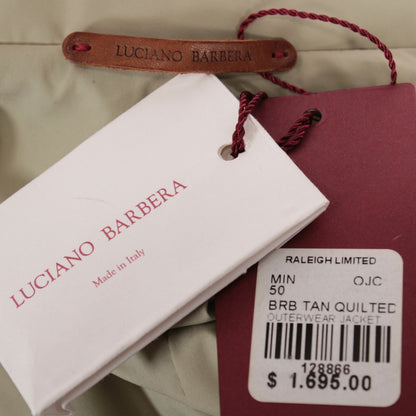 LUCIANO BARBERA
LUCIANO BARBERA
Made in Italy
RALEIGH LIMITED
MIN OJC
50
BRB TAN QUILTED
OUTERWEAR JACKET
128866
$ 1.695.00